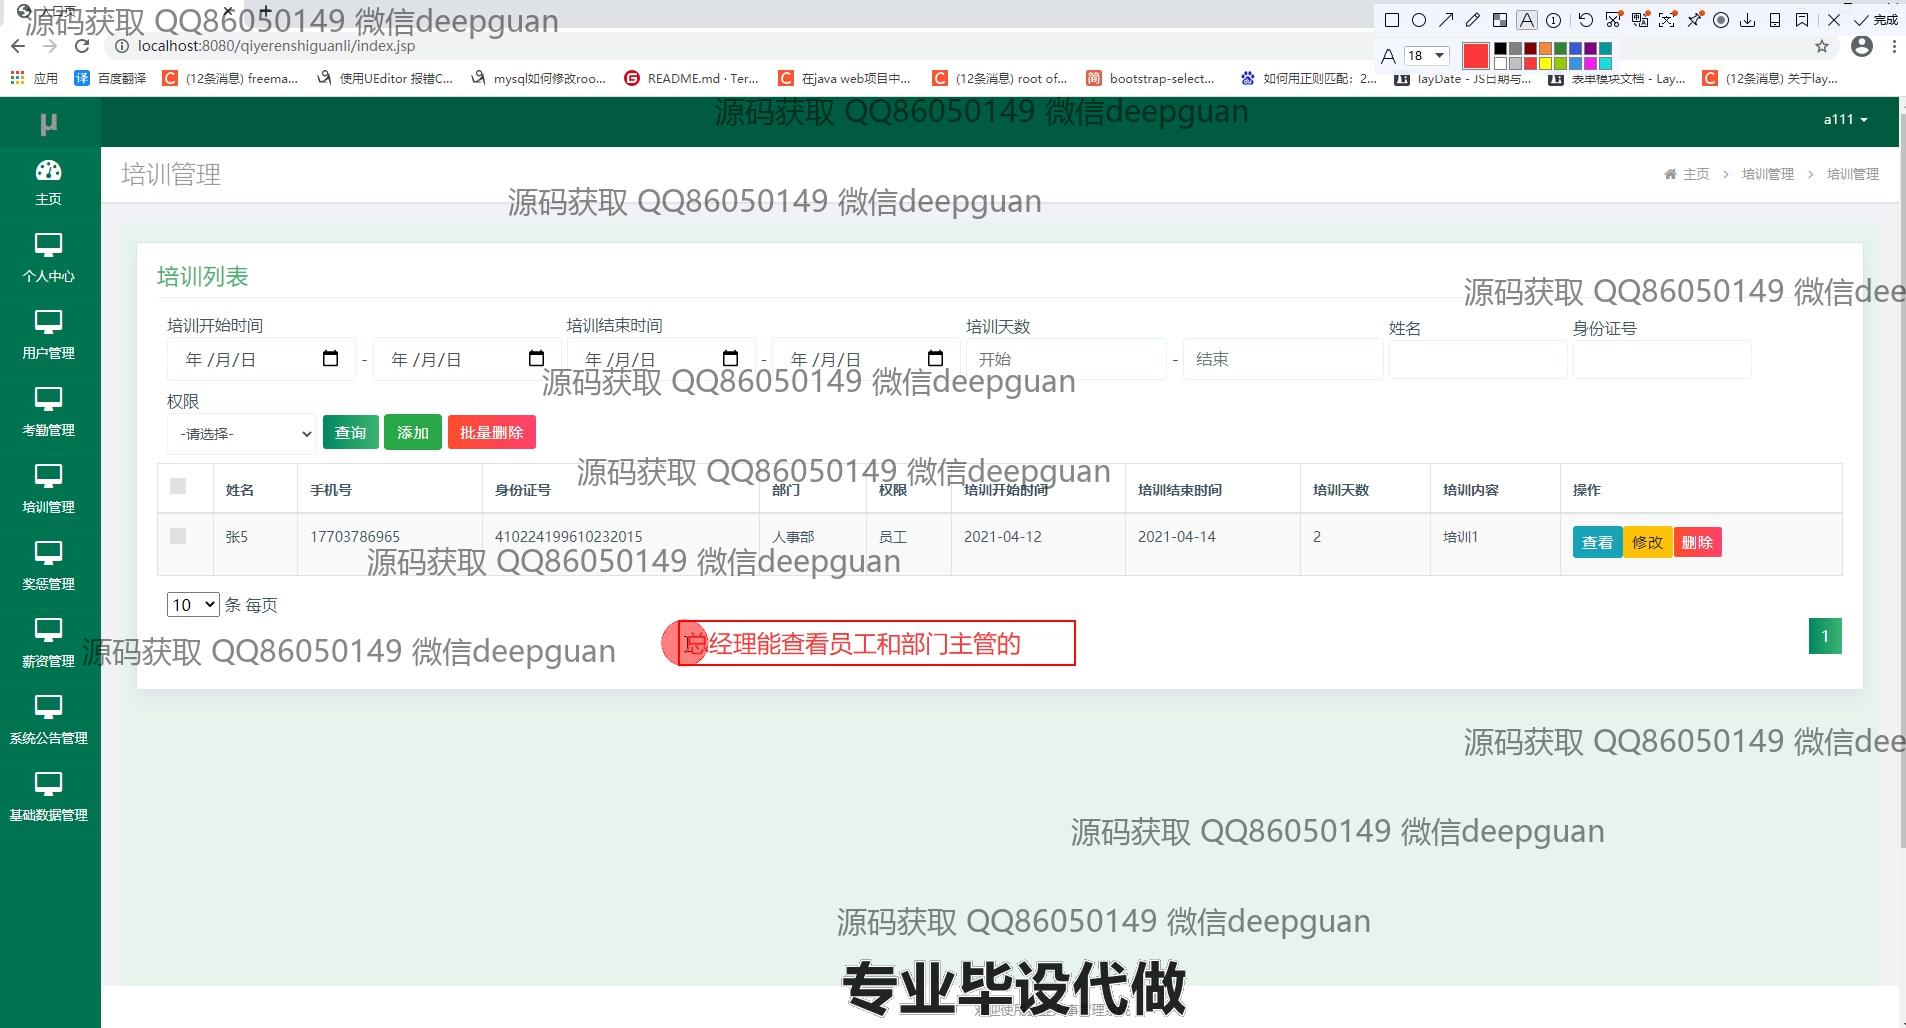 源码获取 QQ86050149 微信deepguan
localhost:8080/qiyerenshiguanli/index.jsp
18
完成
应用
百度翻译
(12条消息) freema...
使用UEditor 报错C...
mysql如何修改roo...
README.md · Ter...
在java web项目中...
(12条消息) root of...
bootstrap-select...
如何用正则匹配：2...
layDate - JS日期与...
表单模块文档 - Lay...
(12条消息) 关于lay...
源码获取 QQ86050149 微信deepguan
μ
a111
主页
培训管理
主页 > 培训管理 > 培训管理
源码获取 QQ86050149 微信deepguan
个人中心
培训列表
源码获取 QQ86050149 微信dee
用户管理
培训开始时间
培训结束时间
培训天数
姓名
身份证号
年 /月/日 - 年 /月/日
年 /月/日 - 年 /月/日
开始 - 结束
源码获取 QQ86050149 微信deepguan
权限
考勤管理
-请选择-
查询
添加
批量删除
源码获取 QQ86050149 微信deepguan
姓名 手机号 身份证号 部门 权限 培训开始时间 培训结束时间 培训天数 培训内容 操作
培训管理
张5 17703786965 410224199610232015 人事部 员工 2021-04-12 2021-04-14 2 培训1 查看 修改 删除
源码获取 QQ86050149 微信deepguan
奖惩管理
10 条 每页
总经理能查看员工和部门主管的
1
源码获取 QQ86050149 微信deepguan
薪资管理
系统公告管理
源码获取 QQ86050149 微信dee
基础数据管理
源码获取 QQ86050149 微信deepguan
源码获取 QQ86050149 微信deepguan
专业毕设代做